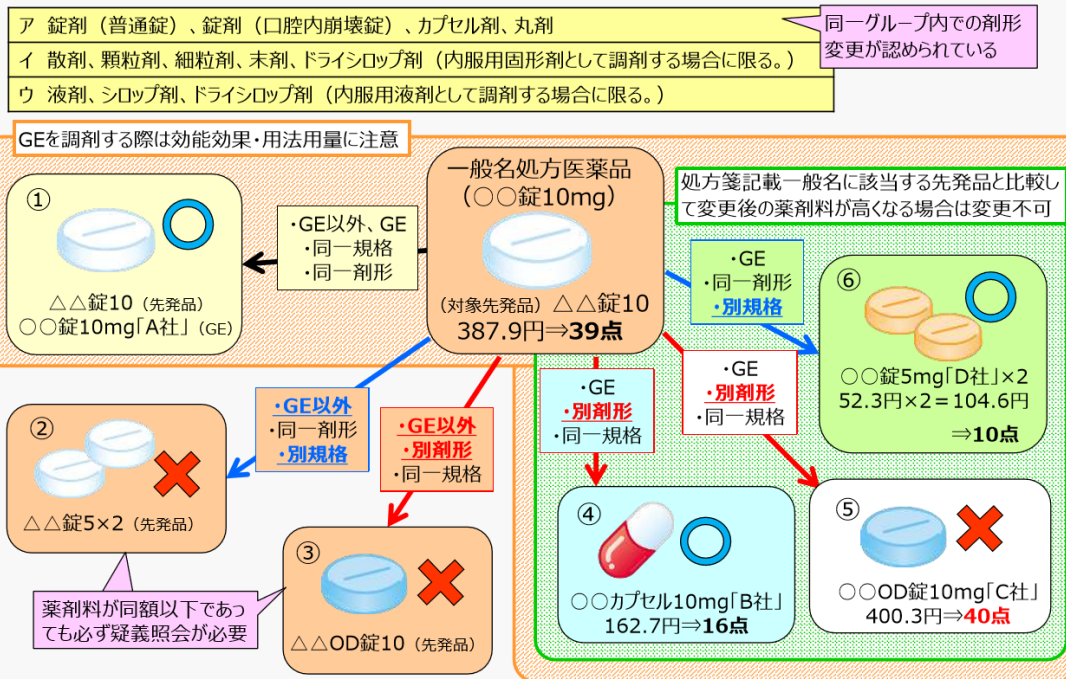 ア 錠剤（普通錠）、錠剤（口腔内崩壊錠）、カプセル剤、丸剤
イ 散剤、顆粒剤、細粒剤、末剤、ドライシロップ剤（内服用固形剤として調剤する場合に限る。）
ウ 液剤、シロップ剤、ドライシロップ剤（内服用液剤として調剤する場合に限る。）
同一グループ内での剤形
変更が認められている
GEを調剤する際は効能効果・用法用量に注意
一般名処方医薬品
（○○錠10mg）
（対象先発品）△△錠10
387.9円⇒39点
処方箋記載一般名に該当する先発品と比較し
て変更後の薬剤料が高くなる場合は変更不可
①
△△錠10（先発品）
○○錠10mg「A社」（GE）
・GE以外、GE
・同一規格
・同一剤形
②
△△錠5×2（先発品）
・GE以外
・同一剤形
・別規格
③
△△OD錠10（先発品）
・GE以外
・別剤形
・同一規格
薬剤料が同額以下であっ
ても必ず疑義照会が必要
・GE
・別剤形
・同一規格
④
○○カプセル10mg「B社」
162.7円⇒16点
・GE
・別剤形
・同一規格
⑤
○○OD錠10mg「C社」
400.3円⇒40点
・GE
・同一剤形
・別規格
⑥
○○錠5mg「D社」×2
52.3円×2＝104.6円
⇒10点